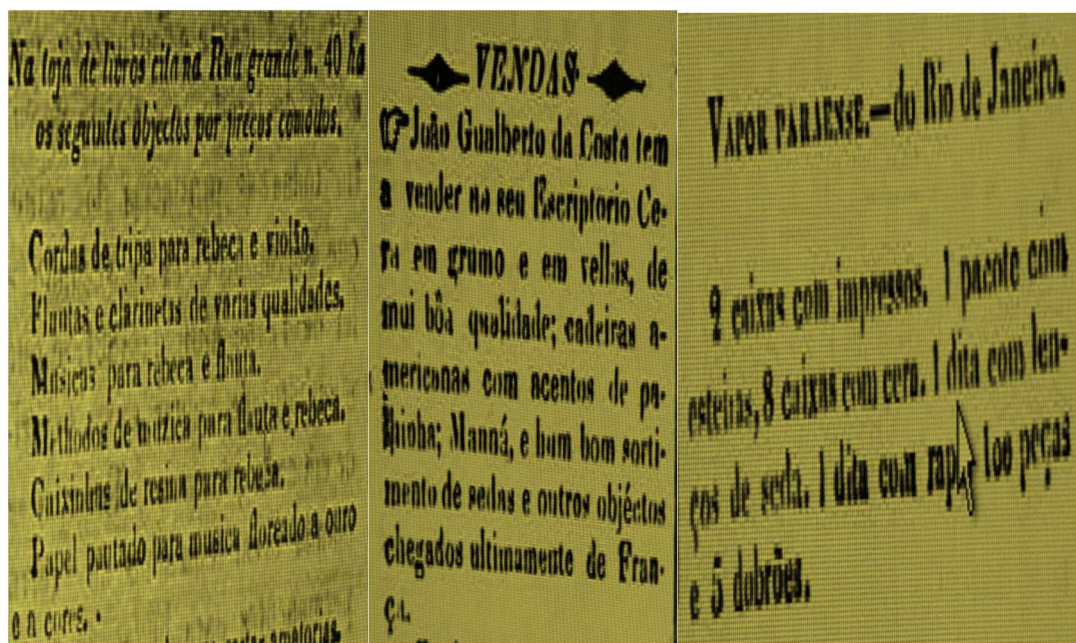 Na loja de livros cita na Rua grande n. 40 ha
os seguintes objectos por preços comodos.
Cordas de tripa para rebeca e violão.
Flautas e clarinetas de varias qualidades.
Musicas para rebeca e flauta.
Methodos de muzica para flauta e rebeca.
Caixinhas de resina para rebeca.
Papel pautado para musica floreado a ouro
e a cores.
VENDAS
João Gualberto da Costa tem
a vender no seu Escriptorio Ce-
ra em grumo e em vellas, de
mui bôa qualidade; cadeiras a-
mericanas com acentos de pa-
lhinha; Manná, e hum bom sorti-
mento de sedas e outros objéctos
chegados ultimamente de Fran-
ça.
VAPOR PARAENSE.—do Rio de Janeiro.
2 caixas com impressos. 1 pacote com
esteiras, 8 caixas com cera. 1 dita com len-
ços de seda. 1 dita com rap 100 peças
e 5 dobrões.